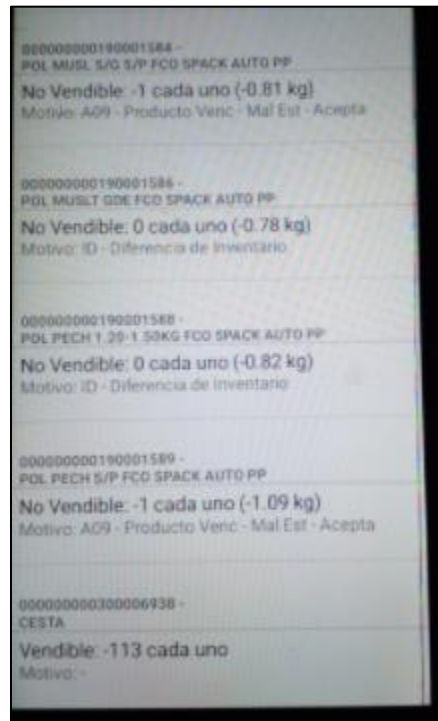 000000000190001584 -
POL MUSL S/G S/P FCO SPACK AUTO PP
No Vendible: -1 cada uno (-0.81 kg)
Motivo: A09 - Producto Venc - Mal Est - Acepta
000000000190001586 -
POL MUSLT GDE FCO SPACK AUTO PP
No Vendible: 0 cada uno (-0.78 kg)
Motivo: ID - Diferencia de Inventario
000000000190001588 -
POL PECH 1.20-1.50KG FCO SPACK AUTO PP
No Vendible: 0 cada uno (-0.82 kg)
Motivo: ID - Diferencia de Inventario
000000000190001589 -
POL PECH S/P FCO SPACK AUTO PP
No Vendible: -1 cada uno (-1.09 kg)
Motivo: A09 - Producto Venc - Mal Est - Acepta
000000000300006938 -
CESTA
Vendible: -113 cada uno
Motivo: -